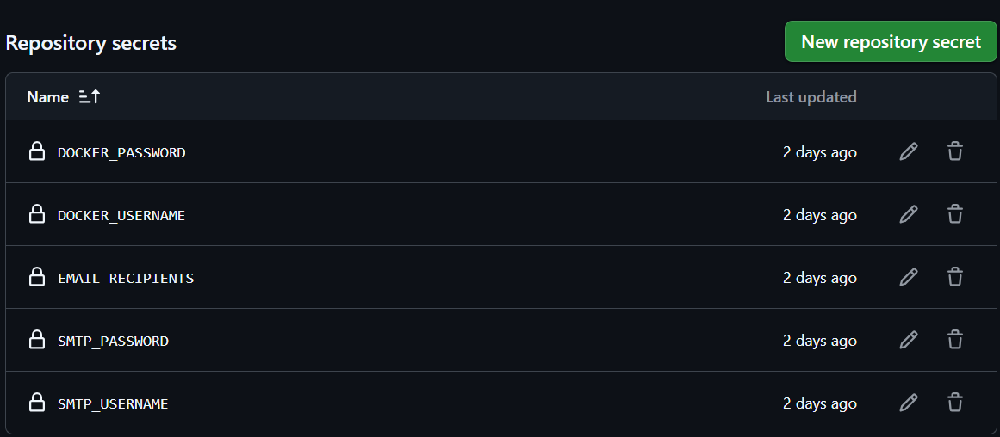 Repository secrets
New repository secret
Name
Last updated
DOCKER_PASSWORD
2 days ago
DOCKER_USERNAME
2 days ago
EMAIL_RECIPIENTS
2 days ago
SMTP_PASSWORD
2 days ago
SMTP_USERNAME
2 days ago